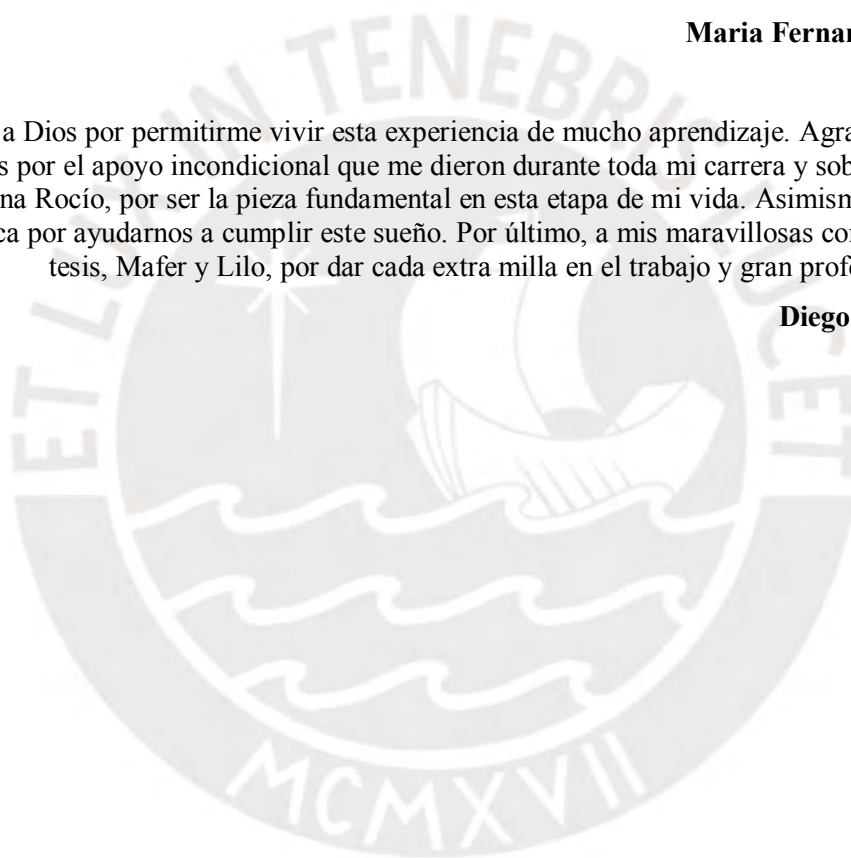 Maria Fernan
a Dios por permitirme vivir esta experiencia de mucho aprendizaje. Agra
s por el apoyo incondicional que me dieron durante toda mi carrera y sob
na Rocío, por ser la pieza fundamental en esta etapa de mi vida. Asimism
ca por ayudarnos a cumplir este sueño. Por último, a mis maravillosas con
tesis, Mafer y Lilo, por dar cada extra milla en el trabajo y gran profe
Diego
ET LUX IN TENEBRIS LUCET
MCMXVII